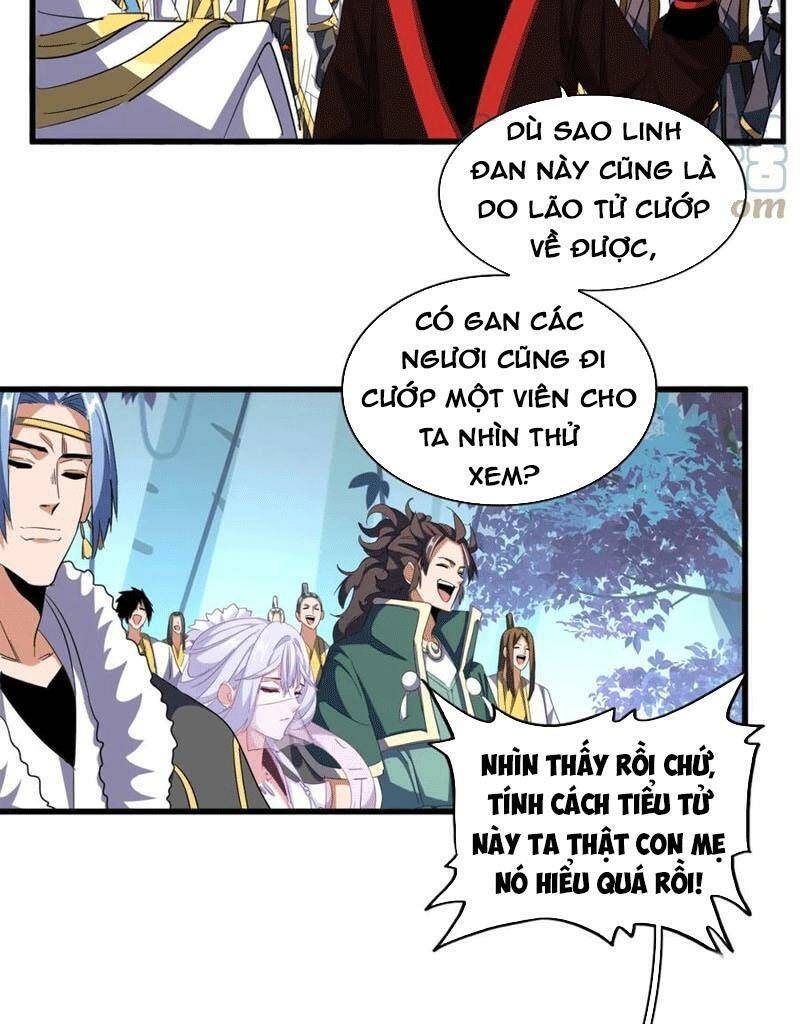 DÙ SAO LINH
ĐAN NÀY CŨNG LÀ
DO LÃO TỬ CƯỚP
VỀ ĐƯỢC,
om
CÓ GAN CÁC
NGƯƠI CŨNG ĐI
CƯỚP MỘT VIÊN CHO
TA NHÌN THỬ
XEM?
NHÌN THẤY RỒI CHỨ,
TÍNH CÁCH TIỂU TỬ
NÀY TA THẬT CON MẸ
NÓ HIỂU QUÁ RỒI!